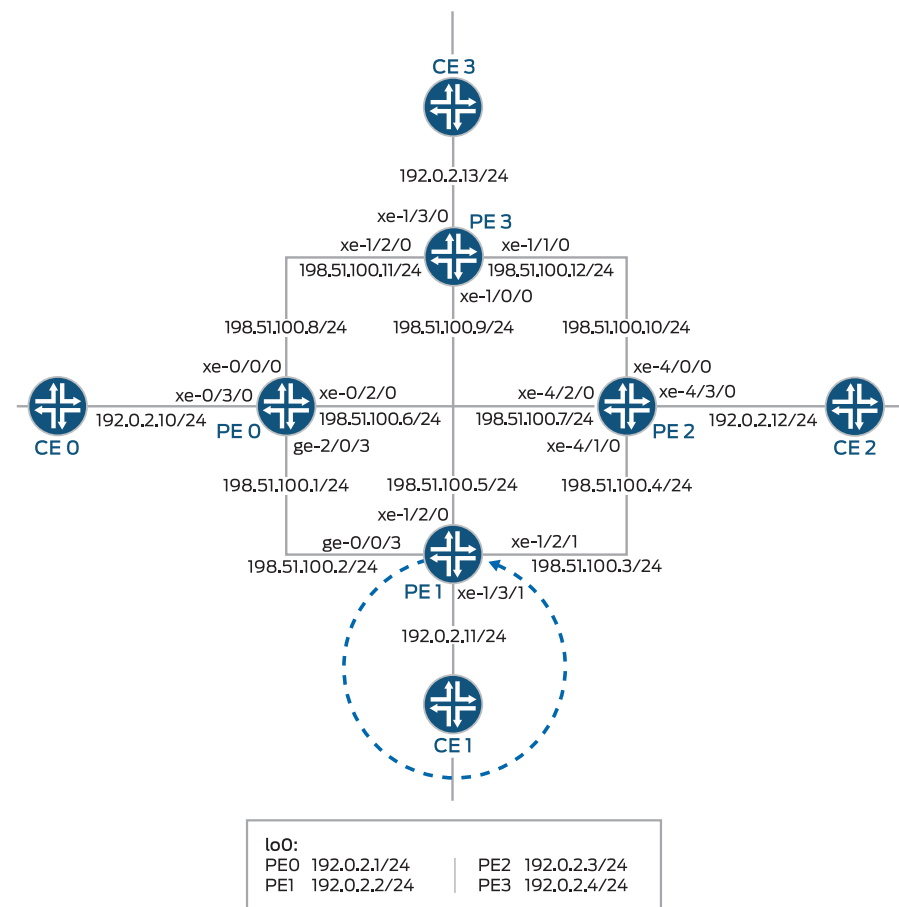 CE 3
192.0.2.13/24
xe-1/3/0
PE 3
xe-1/2/0
xe-1/1/0
198.51.100.11/24
198.51.100.12/24
xe-1/0/0
198.51.100.8/24
198.51.100.9/24
198.51.100.10/24
xe-0/0/0
xe-4/0/0
xe-0/3/0
xe-0/2/0
xe-4/2/0
xe-4/3/0
192.0.2.10/24
198.51.100.6/24
198.51.100.7/24
192.0.2.12/24
CE 0
PE 0
PE 2
CE 2
ge-2/0/3
xe-4/1/0
198.51.100.1/24
198.51.100.5/24
198.51.100.4/24
xe-1/2/0
ge-0/0/3
xe-1/2/1
198.51.100.2/24
198.51.100.3/24
PE 1
xe-1/3/1
192.0.2.11/24
CE 1
lo0:
PE0 192.0.2.1/24
PE2 192.0.2.3/24
PE1 192.0.2.2/24
PE3 192.0.2.4/24